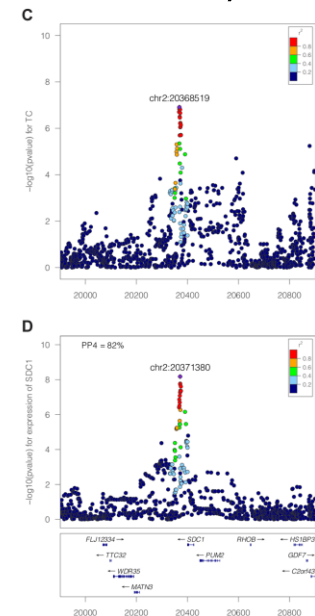 C
r²
0.8
0.6
0.4
0.2
chr2:20368519
−log10(pvalue) for TC
10
8
6
4
2
0
20000 20200 20400 20600 20800
D
PP4 = 82%
r²
0.8
0.6
0.4
0.2
chr2:20371380
−log10(pvalue) for expression of SDC1
10
8
6
4
2
0
FLJ12334→ ←SDC1 RHOB→ ←HS1BP3
←TTC32 ←PUM2 GDF7→
←WDR35 ←C2orf43
←MATN3
20000 20200 20400 20600 20800